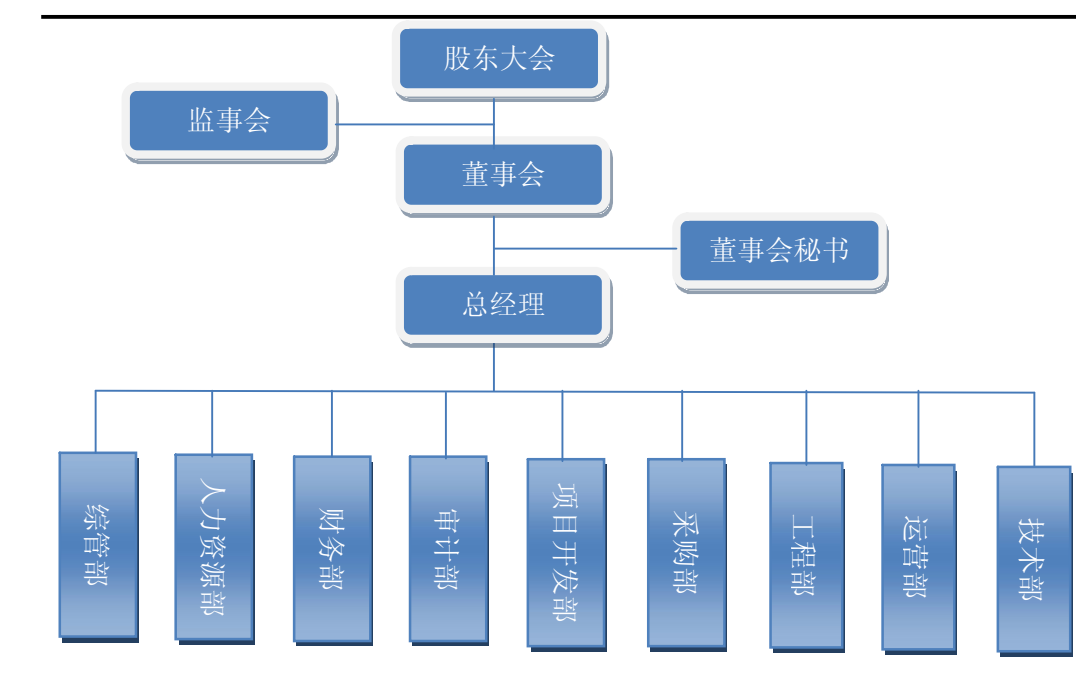 股东大会
监事会
董事会
董事会秘书
总经理
综管部
人力资源部
财务部
审计部
项目开发部
采购部
工程部
运营部
技术部